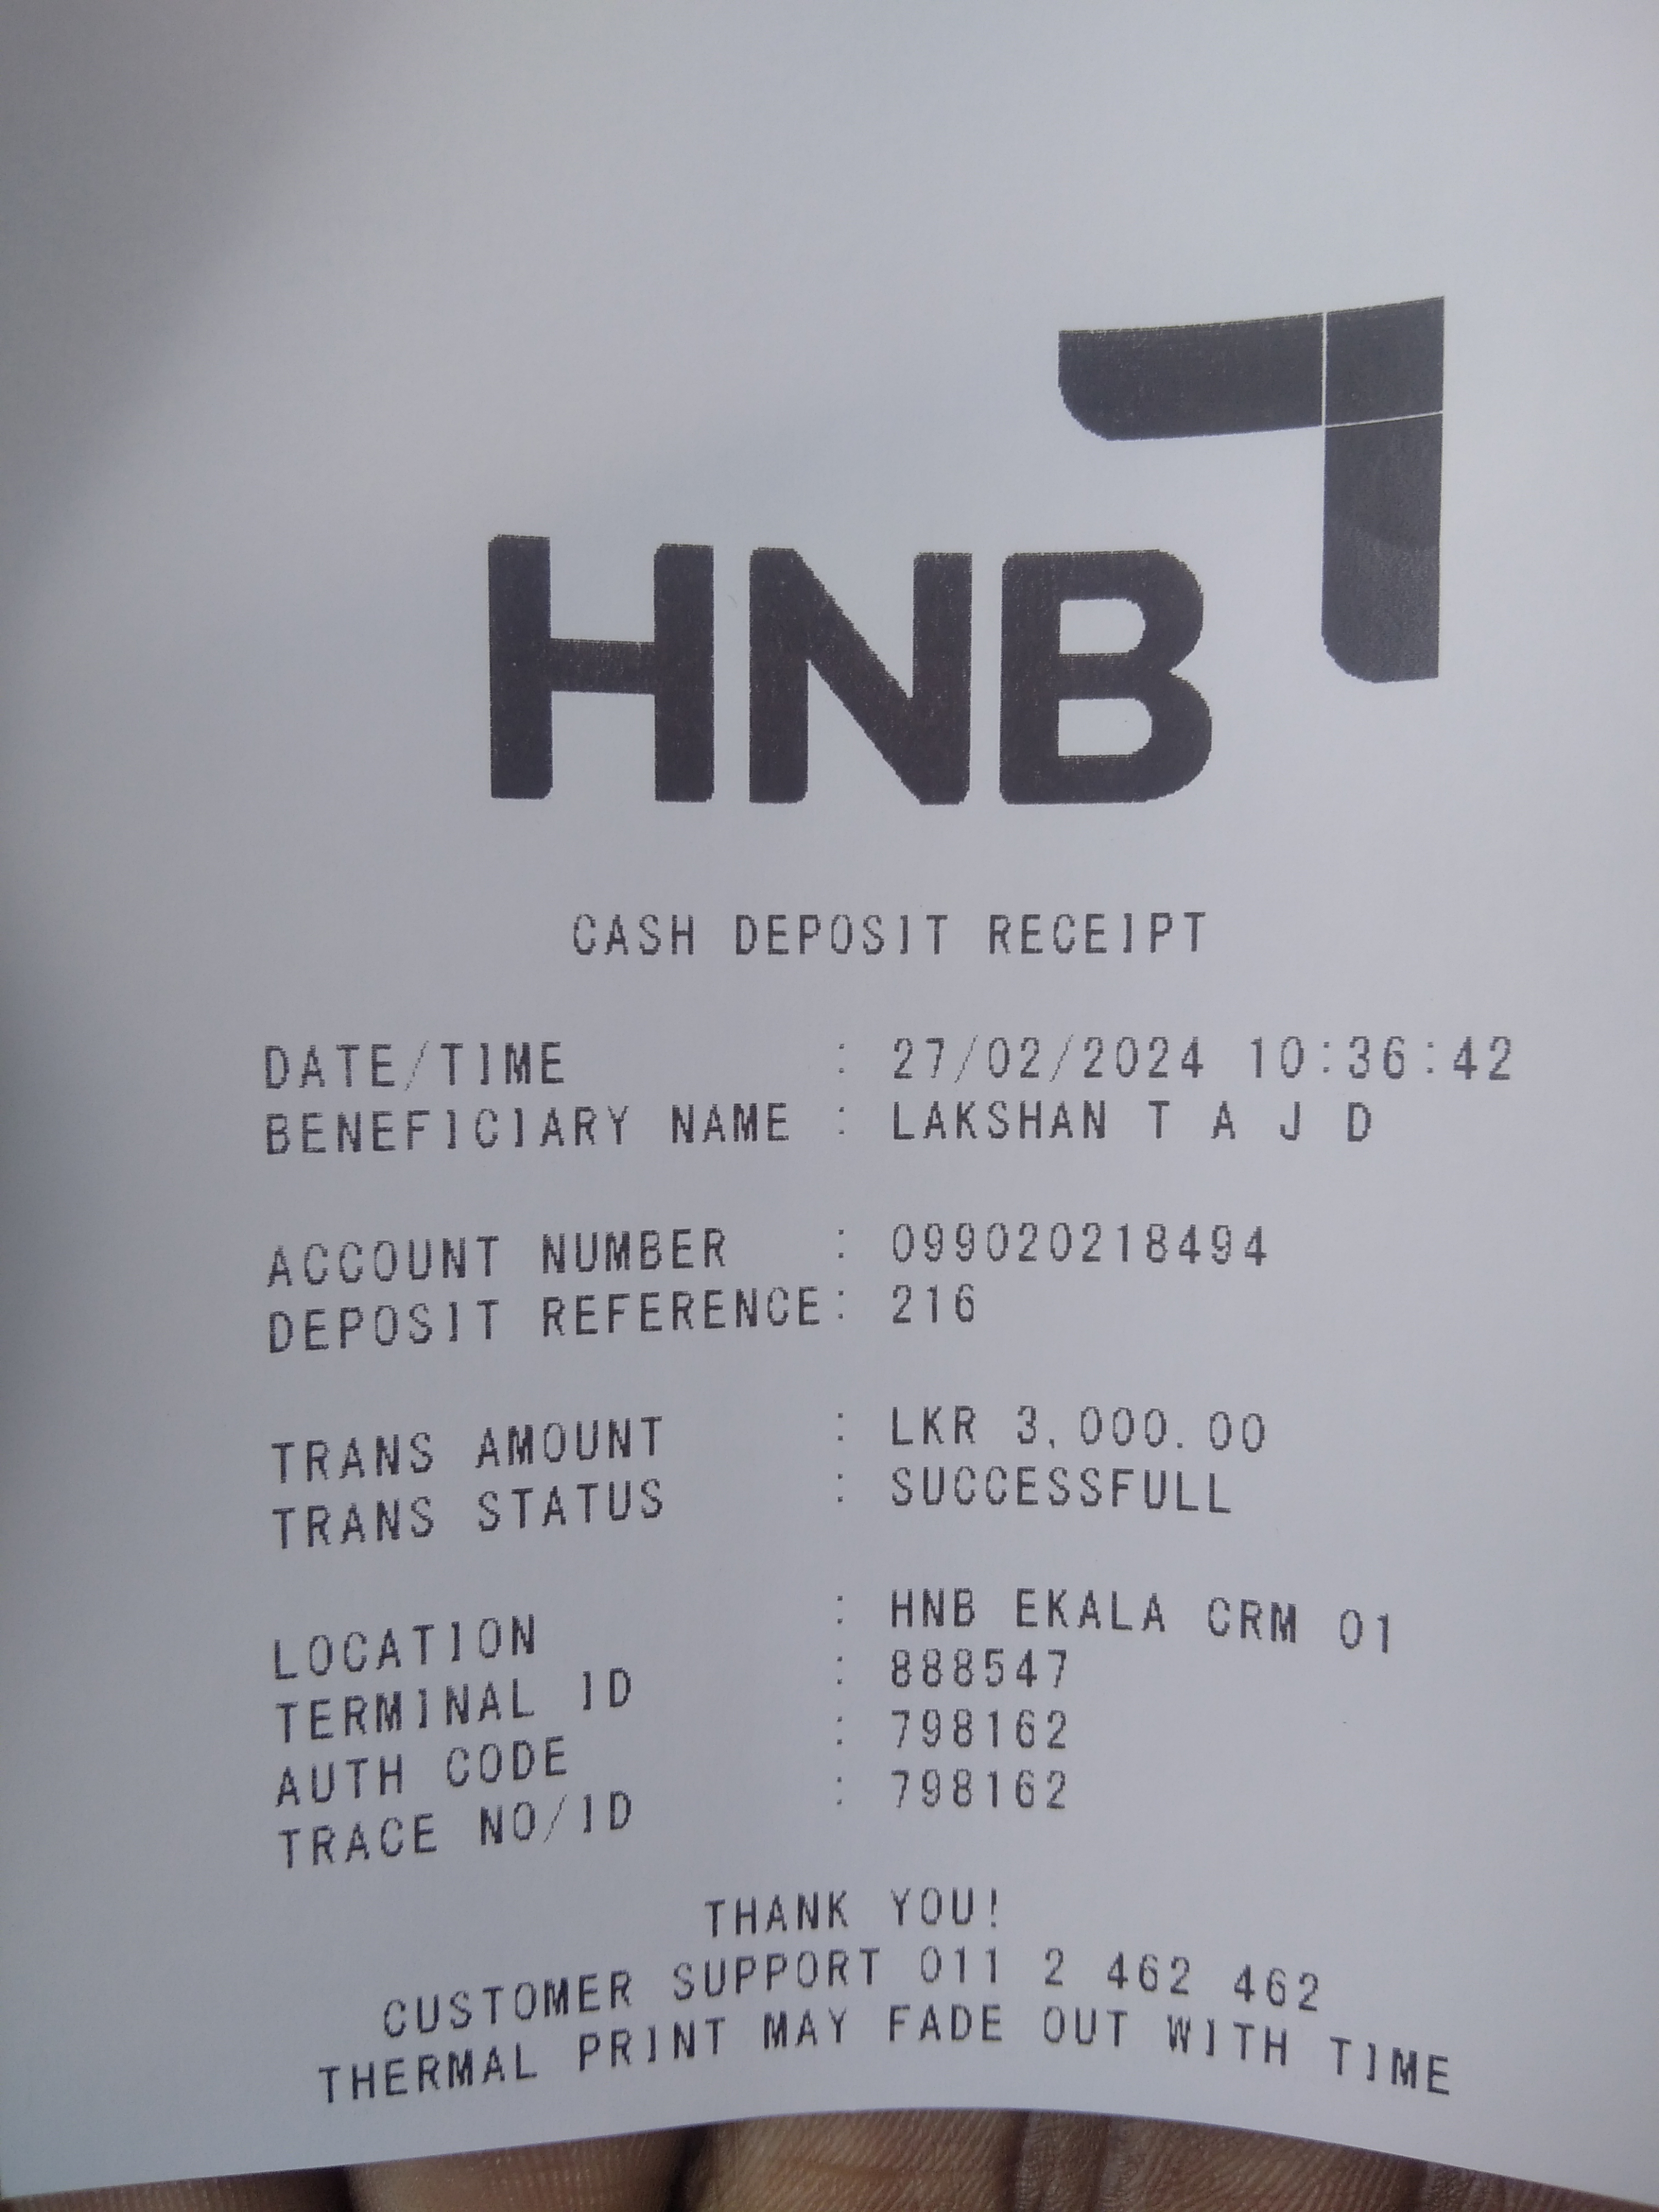 HNB
CASH DEPOSIT RECEIPT
DATE/TIME : 27/02/2024 10:36:42
BENEFICIARY NAME : LAKSHAN T A J D
ACCOUNT NUMBER : 099020218494
DEPOSIT REFERENCE: 216
TRANS AMOUNT : LKR 3,000.00
TRANS STATUS : SUCCESSFULL
LOCATION : HNB EKALA CRM 01
TERMINAL ID : 888547
AUTH CODE : 798162
TRACE NO/ID : 798162
THANK YOU!
CUSTOMER SUPPORT 011 2 462 462
THERMAL PRINT MAY FADE OUT WITH TIME